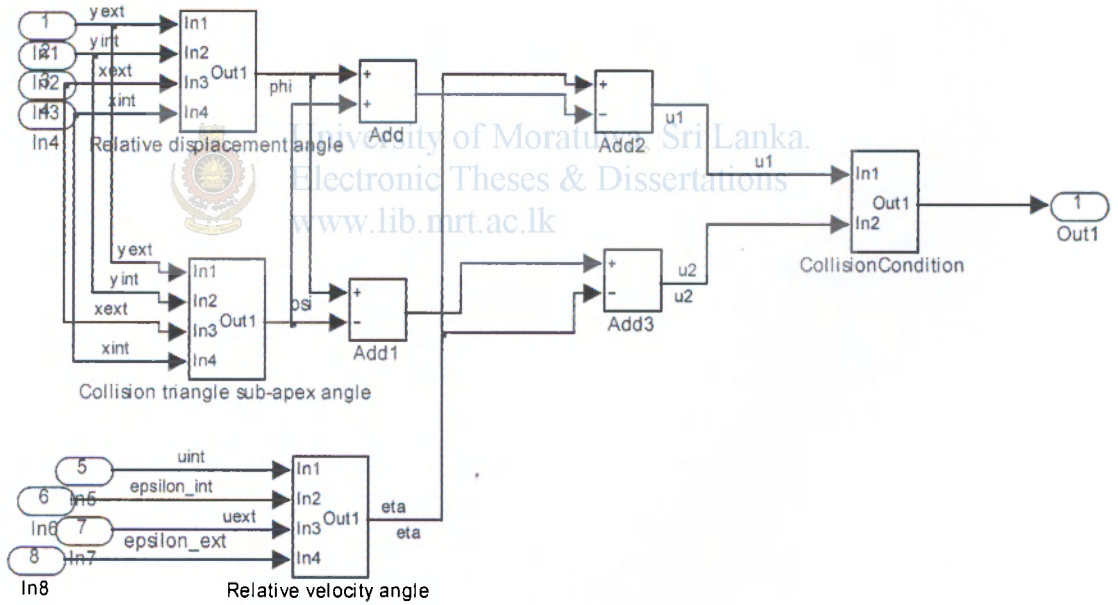 1
yext
In1
yint
In2
xext
In3
xint
In4
Out1
Relative displacement angle
2
In1
3
In2
4
In3
In4
phi
+
+
Add
+
−
Add2
u1
u1
University of Moratuwa, Sri Lanka.
Electronic Theses & Dissertations
www.lib.mrt.ac.lk
In1
In2
Out1
CollisionCondition
1
Out1
yext
In1
yint
In2
xext
In3
xint
In4
Out1
Collision triangle sub-apex angle
psi
+
−
Add1
+
−
Add3
u2
u2
5
In5
6
In6
7
In7
8
In8
uint
In1
epsilon_int
In2
uext
In3
epsilon_ext
In4
Out1
eta
eta
Relative velocity angle